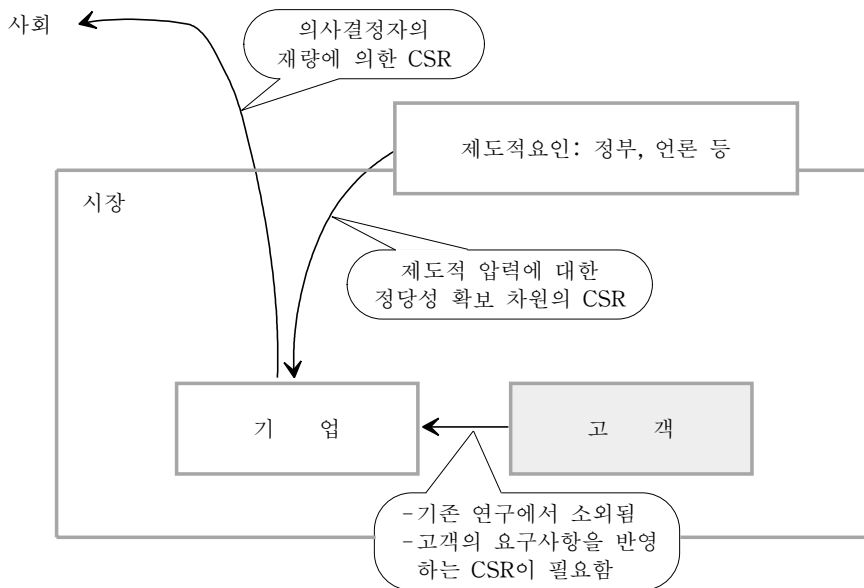 사회
의사결정자의
재량에 의한 CSR
제도적요인: 정부, 언론 등
시장
제도적 압력에 대한
정당성 확보 차원의 CSR
기 업
고 객
-기존 연구에서 소외됨
-고객의 요구사항을 반영
하는 CSR이 필요함